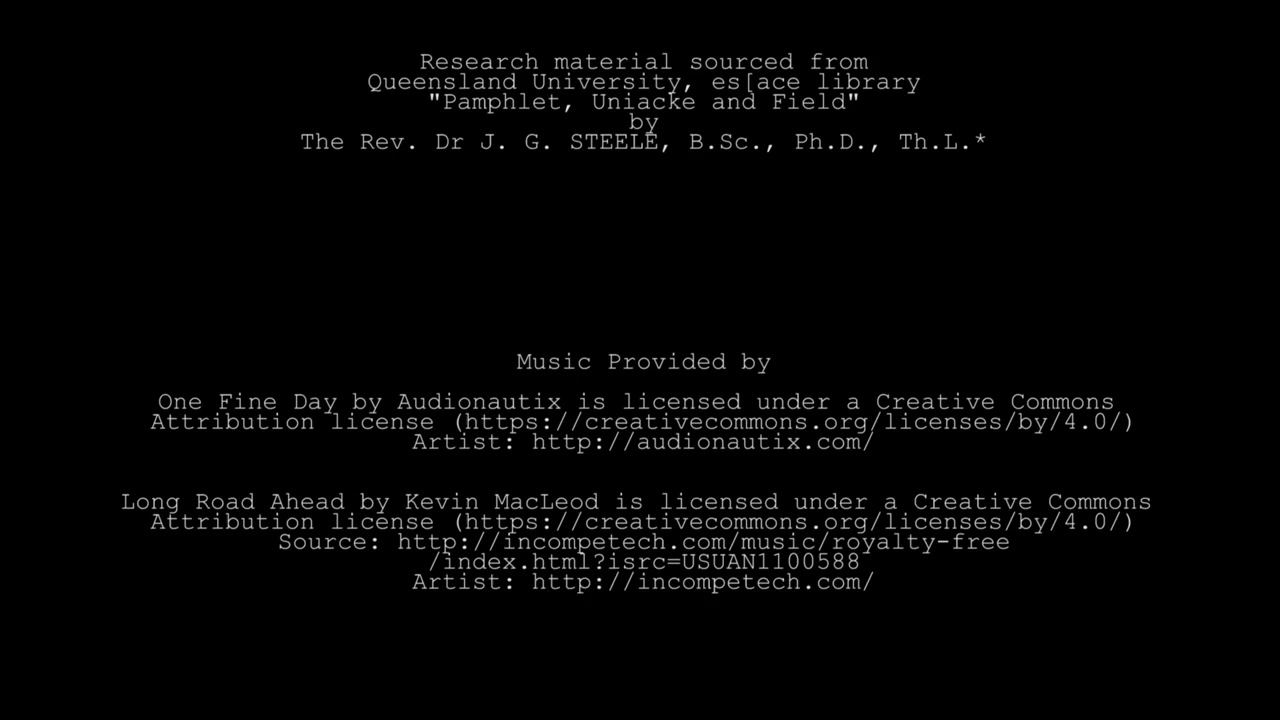 Research material sourced from
Queensland University, es[ace library
"Pamphlet, Uniacke and Field"
by
The Rev. Dr J. G. STEELE, B.Sc., Ph.D., Th.L.*
Music Provided by
One Fine Day by Audionautix is licensed under a Creative Commons
Attribution license (https://creativecommons.org/licenses/by/4.0/)
Artist: http://audionautix.com/
Long Road Ahead by Kevin MacLeod is licensed under a Creative Commons
Attribution license (https://creativecommons.org/licenses/by/4.0/)
Source: http://incompetech.com/music/royalty-free
/index.html?isrc=USUAN1100588
Artist: http://incompetech.com/